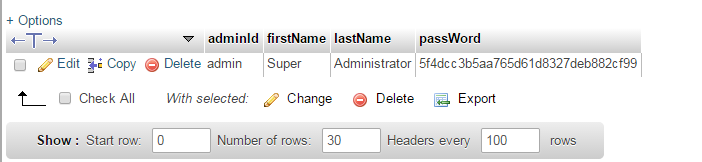 + Options
←T→ ▼ adminId firstName lastName passWord
Edit Copy Delete admin Super Administrator 5f4dcc3b5aa765d61d8327deb882cf99
Check All With selected: Change Delete Export
Show : Start row: 0 Number of rows: 30 Headers every 100 rows